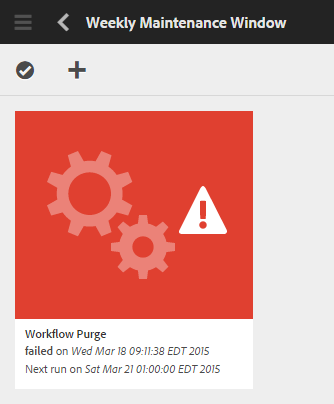 Weekly Maintenance Window
Workflow Purge
failed on Wed Mar 18 09:11:38 EDT 2015
Next run on Sat Mar 21 01:00:00 EDT 2015